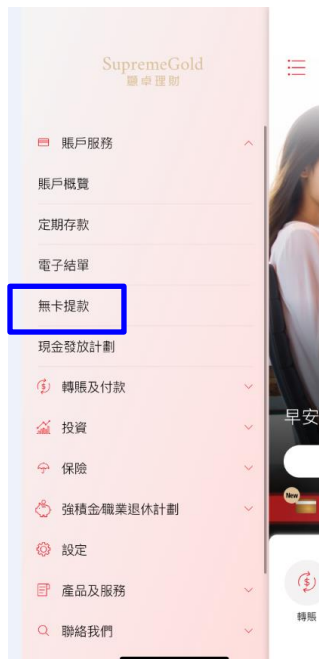 SupremeGold
顯卓理財
賬戶服務
賬戶概覽
定期存款
電子結單
無卡提款
現金發放計劃
轉賬及付款
投資
保險
強積金/職業退休計劃
設定
產品及服務
聯絡我們
早安
New
轉賬